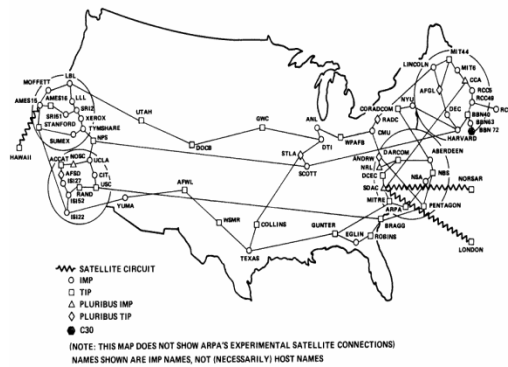 MIT44
LINCOLN
MIT6
MOFFETT
LBL
CCA
AMES15
AMES16
LLL
AFGL
RCC5
SRI2
CORADCOM
NYU
RCC49
SRI51
XEROX
UTAH
GWC
ANL
RADC
DEC
STANFORD
BBN40
TYMSHARE
WPAFB
CMU
HARVARD
BBN63
BBN 72
SUMEX
NPS
DOCB
DTI
HAWAII
NOSC
STLA
DARCOM
ABERDEEN
ACCAT
UCLA
SCOTT
ANDRW
NRL
AFSD
CIT
DCEC
NSA
NBS
ISI27
AFWL
SDAC
NORSAR
RAND
USC
ISI52
YUMA
MITRE
ARPA
PENTAGON
ISI22
WSMR
COLLINS
GUNTER
BRAGG
EGLIN
ROBINS
TEXAS
LONDON
SATELLITE CIRCUIT
IMP
TIP
PLURIBUS IMP
PLURIBUS TIP
C30
(NOTE: THIS MAP DOES NOT SHOW ARPA'S EXPERIMENTAL SATELLITE CONNECTIONS)
NAMES SHOWN ARE IMP NAMES, NOT (NECESSARILY) HOST NAMES